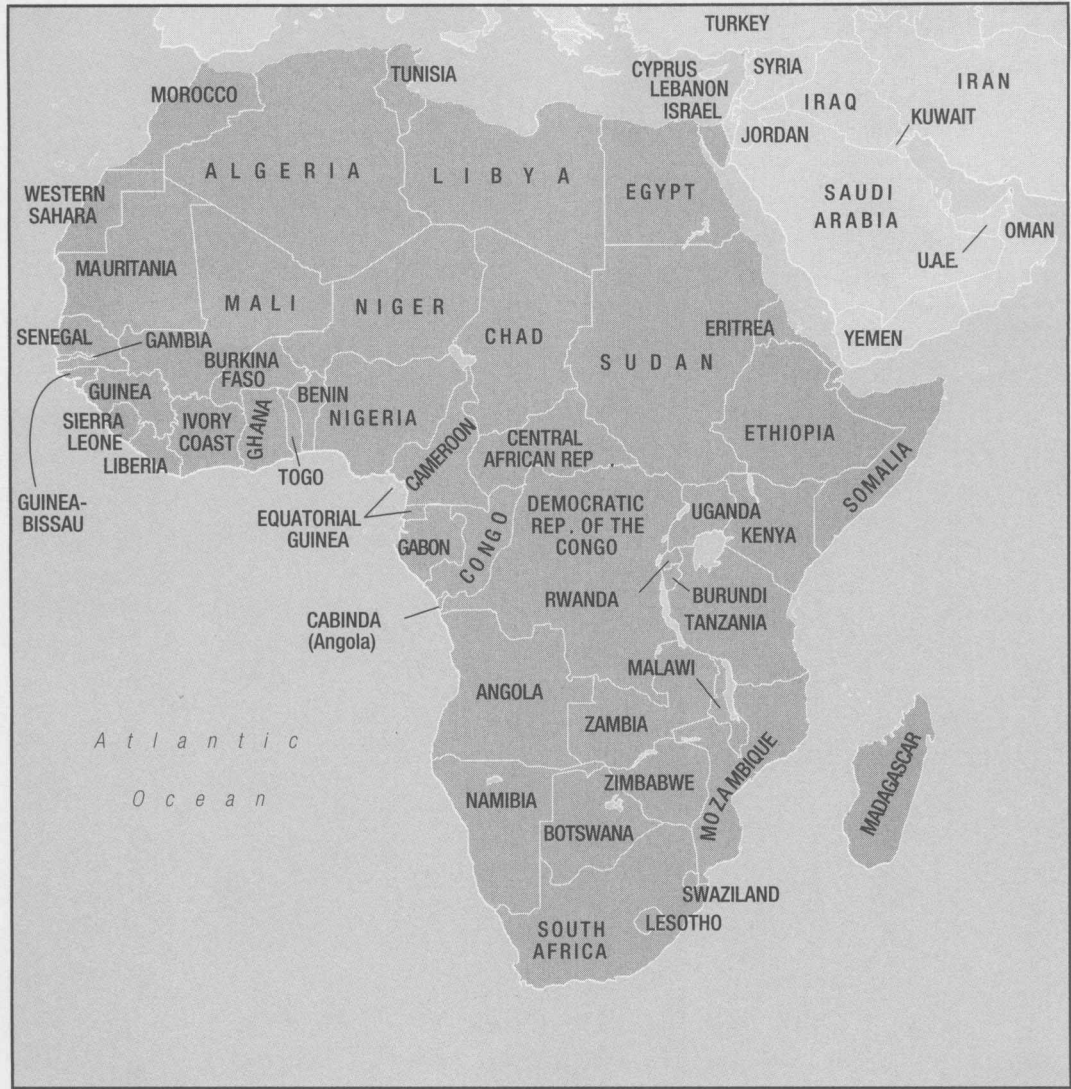 TURKEY
CYPRUS
SYRIA
IRAN
LEBANON
ISRAEL
IRAQ
KUWAIT
JORDAN
TUNISIA
MOROCCO
ALGERIA
LIBYA
EGYPT
SAUDI
ARABIA
OMAN
U.A.E.
WESTERN
SAHARA
MAURITANIA
MALI
NIGER
CHAD
SUDAN
ERITREA
YEMEN
SENEGAL
GAMBIA
BURKINA
FASO
GUINEA
BENIN
NIGERIA
SIERRA
LEONE
IVORY
COAST
GHANA
LIBERIA
TOGO
GUINEA-
BISSAU
CAMEROON
CENTRAL
AFRICAN REP
ETHIOPIA
SOMALIA
EQUATORIAL
GUINEA
GABON
CONGO
DEMOCRATIC
REP. OF THE
CONGO
UGANDA
KENYA
RWANDA
BURUNDI
TANZANIA
CABINDA
(Angola)
MALAWI
ANGOLA
ZAMBIA
Atlantic
Ocean
NAMIBIA
ZIMBABWE
MOZAMBIQUE
MADAGASCAR
BOTSWANA
SWAZILAND
LESOTHO
SOUTH
AFRICA